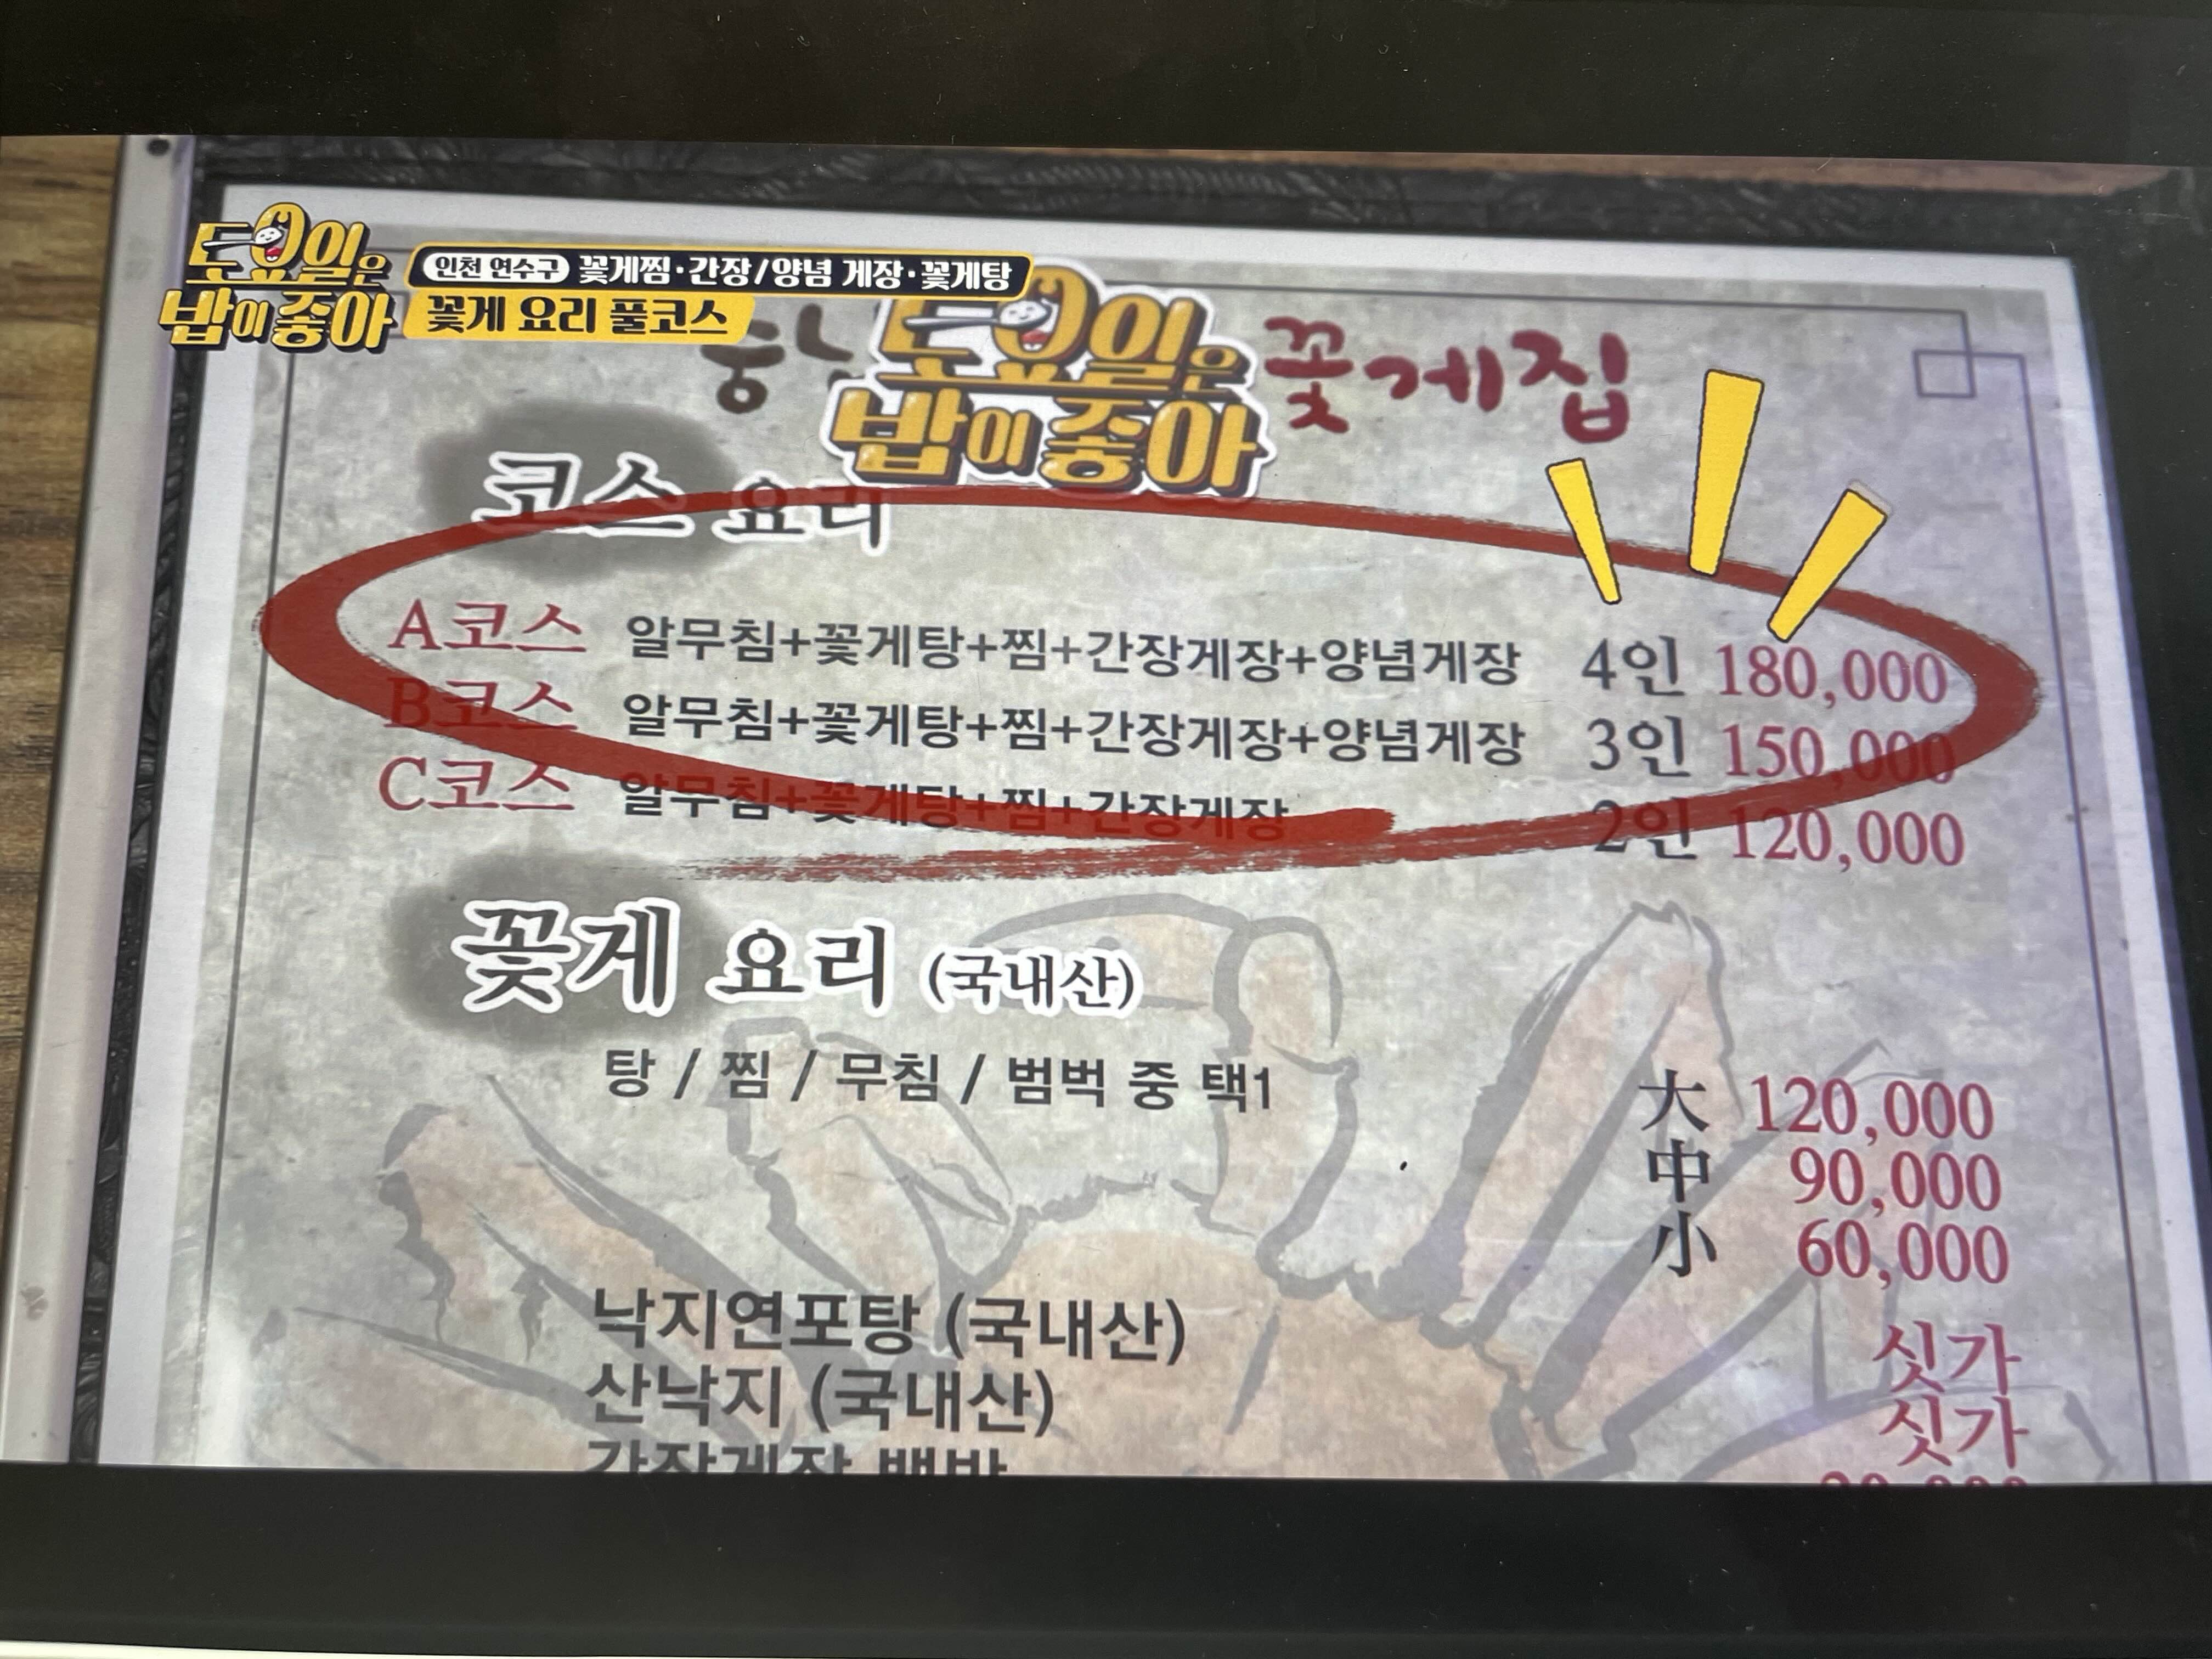 토요일은
밥이 좋아
인천 연수구 꽃게찜·간장/양념 게장·꽃게탕
꽃게 요리 풀코스
토요일은
밥이 좋아
꽃게집
코스 요리
A코스 알무침+꽃게탕+찜+간장게장+양념게장 4인 180,000
B코스 알무침+꽃게탕+찜+간장게장+양념게장 3인 150,000
C코스 알무침+꽃게탕+찜+간장게장 2인 120,000
꽃게 요리 (국내산)
탕 / 찜 / 무침 / 범벅 중 택1
大 120,000
中 90,000
小 60,000
낙지연포탕 (국내산) 싯가
산낙지 (국내산) 싯가
간장게장 백반